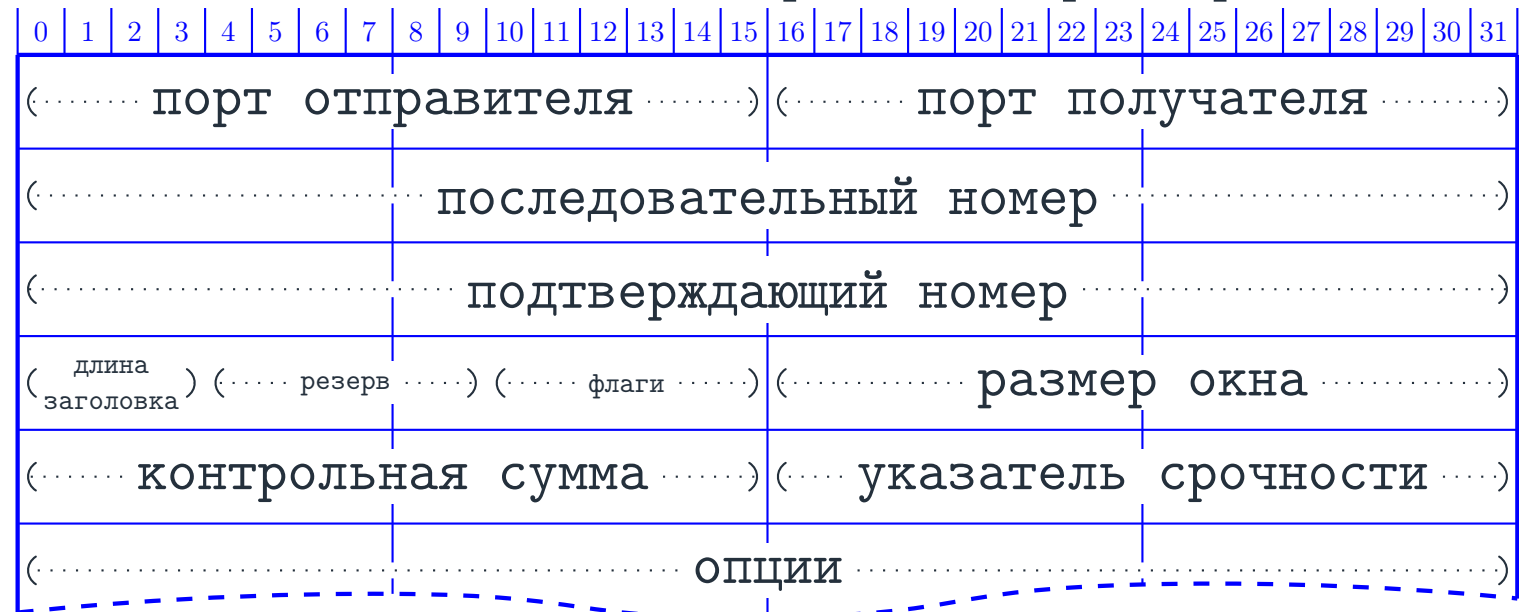 0 1 2 3 4 5 6 7 8 9 10 11 12 13 14 15 16 17 18 19 20 21 22 23 24 25 26 27 28 29 30 31
порт отправителя порт получателя
последовательный номер
подтверждающий номер
длина
заголовка резерв флаги размер окна
контрольная сумма указатель срочности
опции